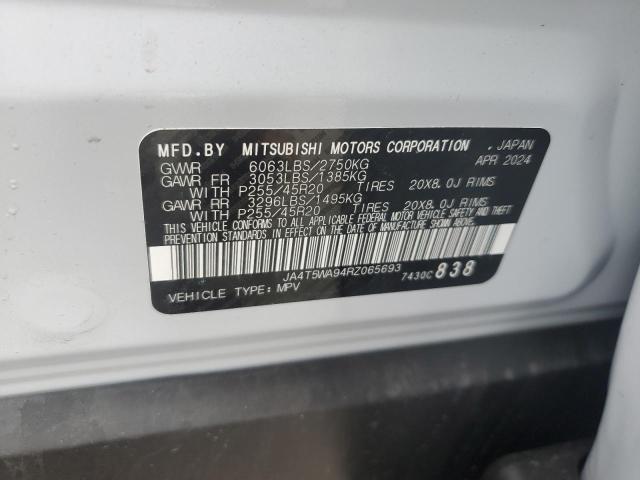 MFD.BY MITSUBISHI MOTORS CORPORATION , JAPAN
GVWR 6063LBS/2750KG APR 2024
GAWR FR 3053LBS/1385KG
WITH P255/45R20 TIRES 20X8.0J RIMS
GAWR RR 3296LBS/1495KG
WITH P255/45R20 TIRES 20X8.0J RIMS
THIS VEHICLE CONFORMS TO ALL APPLICABLE FEDERAL MOTOR VEHICLE SAFETY AND THEFT
PREVENTION STANDARDS IN EFFECT ON THE DATE OF MANUFACTURE SHOWN ABOVE.
JA4T5WA94RZ065693 7430C 838
VEHICLE TYPE: MPV